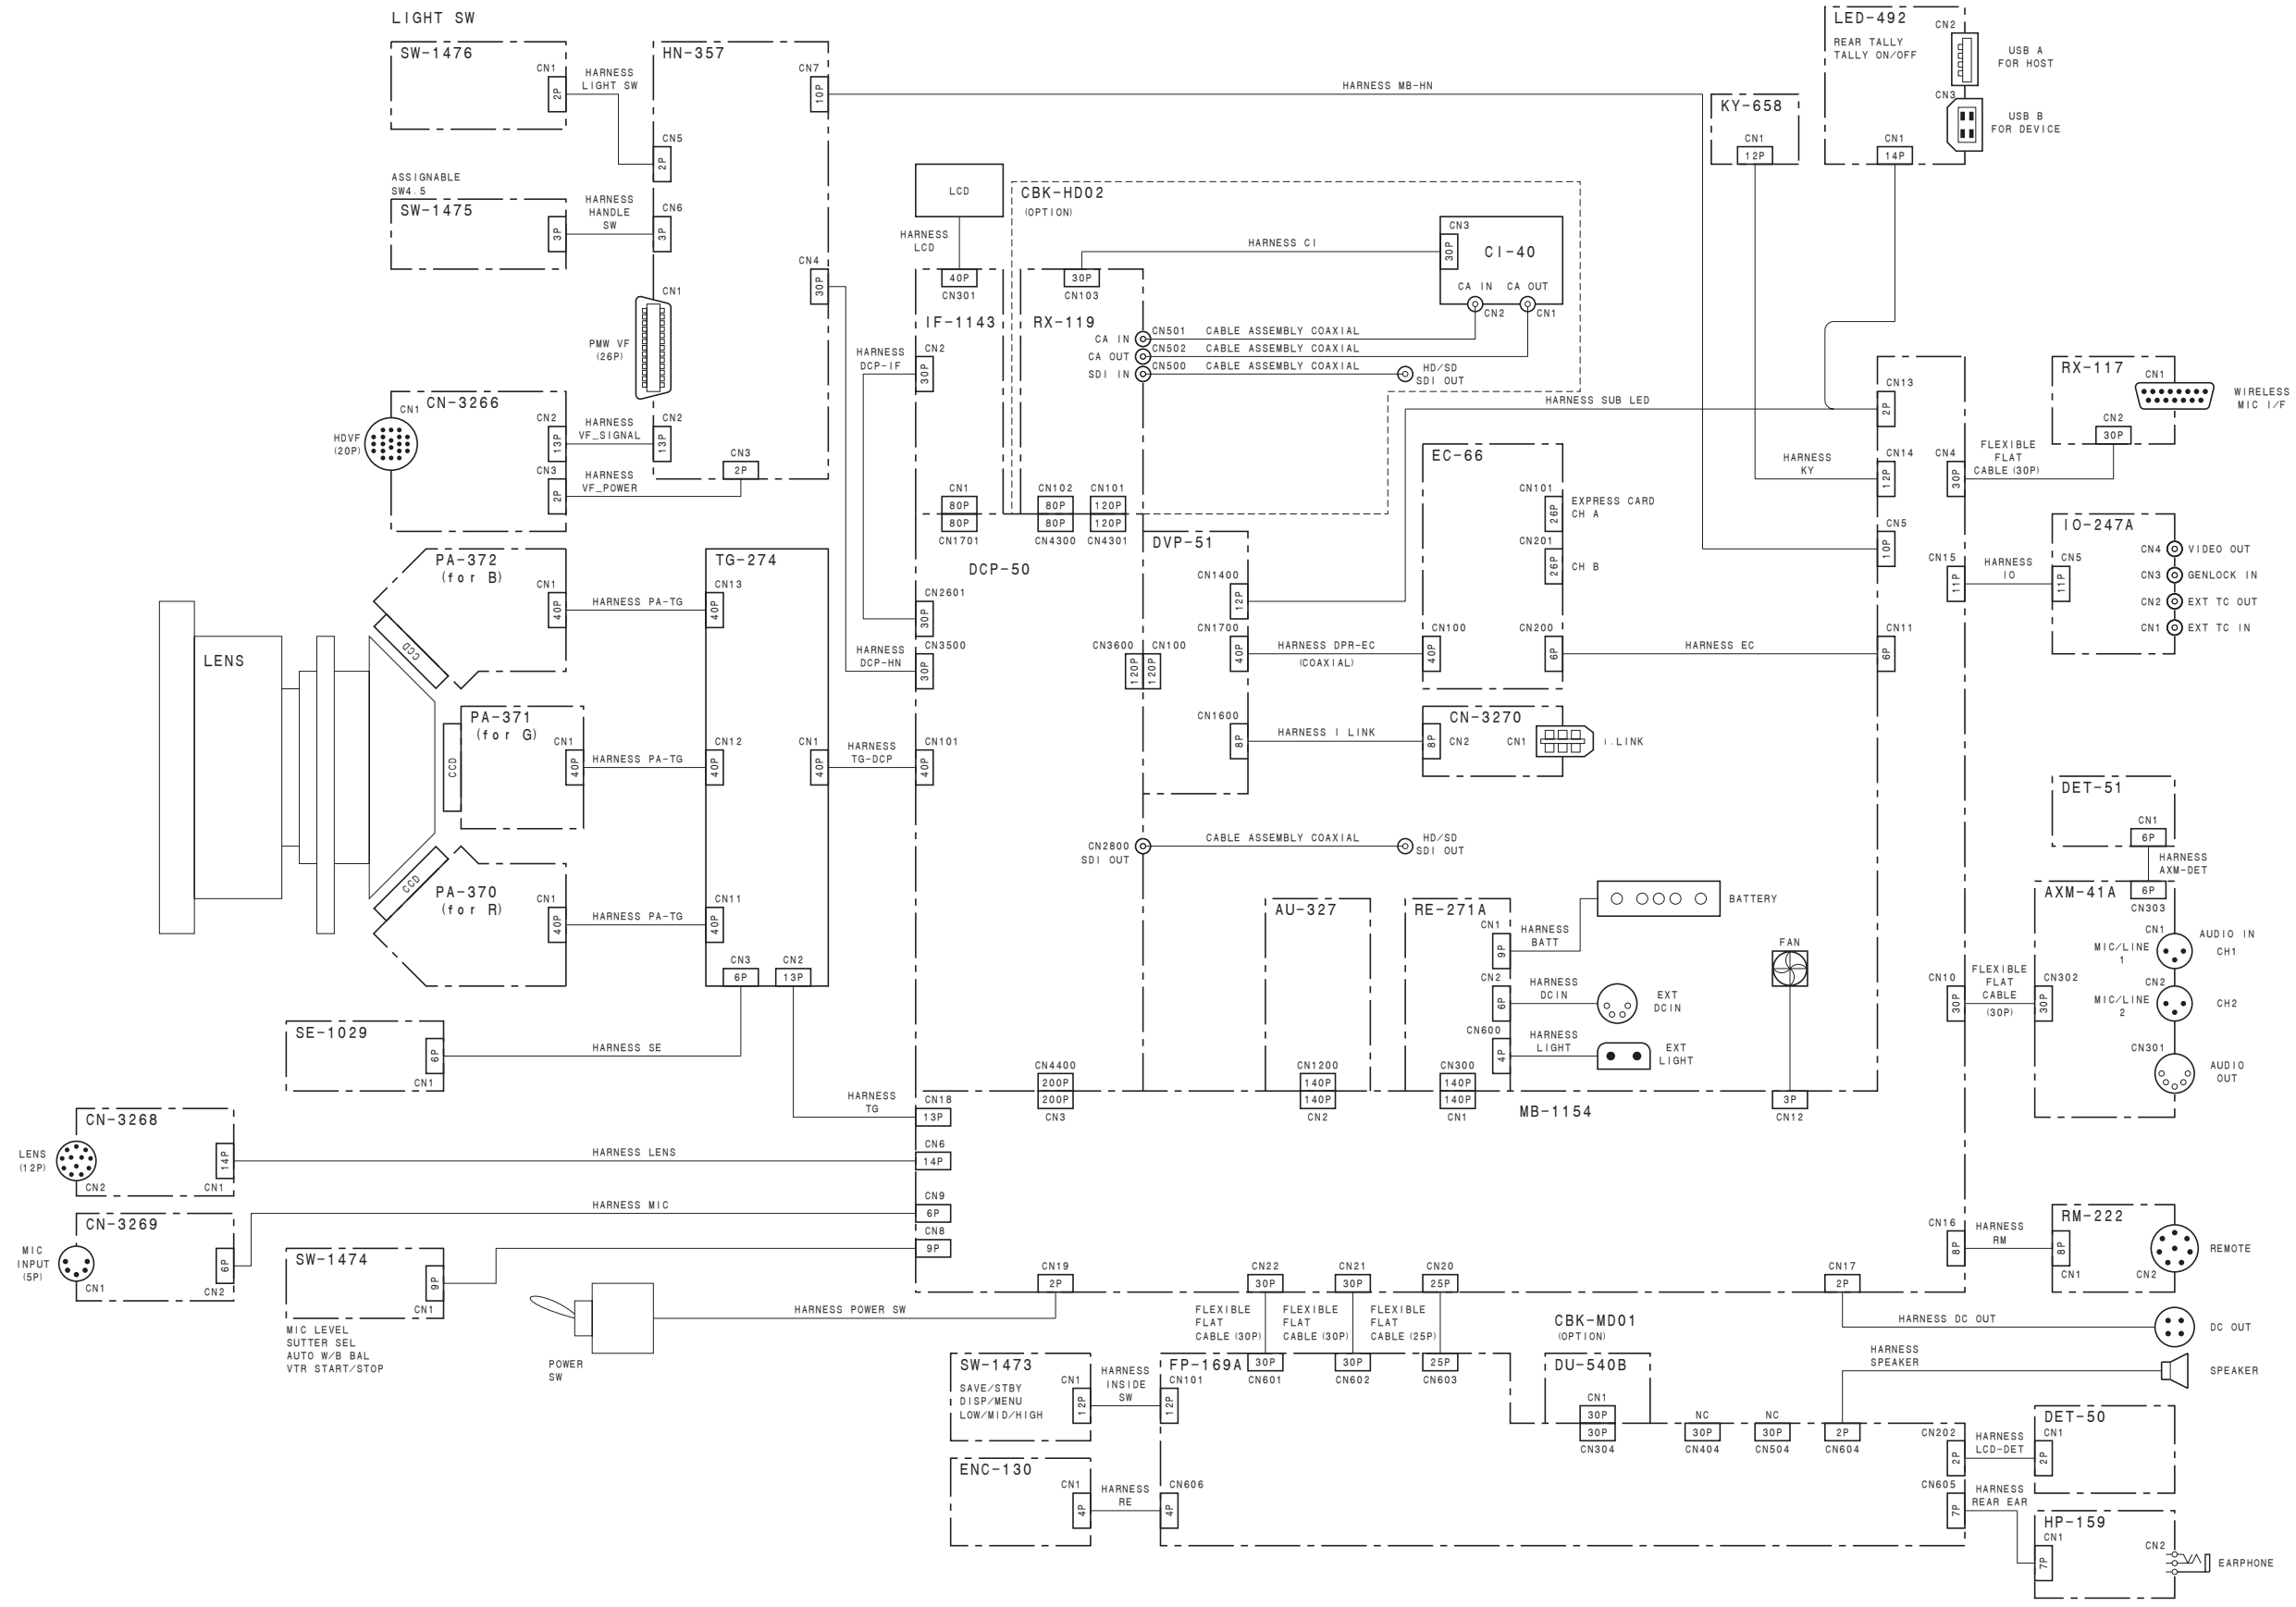 LIGHT SW
SW-1476
CN1
2P
HARNESS
LIGHT SW
HN-357
CN7
10P
HARNESS MB-HN
CN5
2P
ASSIGNABLE
SW4.5
SW-1475
3P
HARNESS
HANDLE
SW
CN6
3P
CN4
30P
CN1
PMW VF
(26P)
CN-3266
CN1
HDVF
(20P)
CN2
13P
HARNESS
VF_SIGNAL
CN2
13P
CN3
2P
HARNESS
VF_POWER
CN3
2P
LCD
HARNESS
LCD
40P
CN301
IF-1143
CN2
30P
HARNESS
DCP-IF
CN1
80P
80P
CN1701
CBK-HD02
(OPTION)
HARNESS CI
30P
CN103
RX-119
CN3
30P
CI-40
CA IN
CA OUT
CN2
CN1
CA IN
CN501
CABLE ASSEMBLY COAXIAL
CA OUT
CN502
CABLE ASSEMBLY COAXIAL
SDI IN
CN500
CABLE ASSEMBLY COAXIAL
HD/SD
SDI OUT
CN102
80P
80P
CN4300
CN101
120P
120P
CN4301
KY-658
CN1
12P
LED-492
REAR TALLY
TALLY ON/OFF
CN2
USB A
FOR HOST
CN3
USB B
FOR DEVICE
CN1
14P
HARNESS SUB LED
CN13
2P
HARNESS
KY
CN14
12P
CN5
10P
CN4
30P
FLEXIBLE
FLAT
CABLE (30P)
RX-117
CN1
WIRELESS
MIC I/F
CN2
30P
IO-247A
CN15
11P
HARNESS
IO
CN5
11P
CN4
VIDEO OUT
CN3
GENLOCK IN
CN2
EXT TC OUT
CN1
EXT TC IN
EC-66
CN101
26P
EXPRESS CARD
CH A
CN201
26P
CH B
CN100
40P
CN200
6P
HARNESS EC
CN11
6P
DVP-51
CN1400
12P
CN1700
40P
HARNESS DPR-EC
(COAXIAL)
CN1600
8P
HARNESS I LINK
CN-3270
8P
CN2
CN1
i.LINK
DCP-50
CN2601
30P
HARNESS
DCP-HN
CN3500
30P
CN3600
120P
CN100
120P
CN101
40P
HARNESS
TG-DCP
CN2800
SDI OUT
CABLE ASSEMBLY COAXIAL
HD/SD
SDI OUT
LENS
PA-372
(for B)
CCD
CN1
40P
HARNESS PA-TG
PA-371
(for G)
CCD
CN1
40P
HARNESS PA-TG
PA-370
(for R)
CCD
CN1
40P
HARNESS PA-TG
TG-274
CN13
40P
CN12
40P
CN1
40P
CN11
40P
CN3
6P
CN2
13P
SE-1029
6P
CN1
HARNESS SE
AU-327
RE-271A
CN1
9P
HARNESS
BATT
BATTERY
CN2
6P
HARNESS
DCIN
EXT
DCIN
CN600
4P
HARNESS
LIGHT
EXT
LIGHT
FAN
DET-51
CN1
6P
HARNESS
AXM-DET
AXM-41A
6P
CN303
CN1
AUDIO IN
MIC/LINE
1
CH1
CN2
MIC/LINE
2
CH2
CN301
AUDIO
OUT
CN10
30P
FLEXIBLE
FLAT
CABLE
(30P)
CN302
30P
CN4400
200P
200P
CN3
CN1200
140P
140P
CN2
CN300
140P
140P
CN1
MB-1154
3P
CN12
HARNESS
TG
CN18
13P
CN-3268
LENS
(12P)
CN2
14P
CN1
HARNESS LENS
CN6
14P
CN-3269
MIC
INPUT
(5P)
CN1
6P
CN2
HARNESS MIC
CN9
6P
CN8
9P
SW-1474
9P
CN1
MIC LEVEL
SUTTER SEL
AUTO W/B BAL
VTR START/STOP
POWER
SW
HARNESS POWER SW
CN19
2P
CN22
30P
CN21
30P
CN20
25P
CN17
2P
CN16
8P
HARNESS
RM
RM-222
8P
CN1
CN2
REMOTE
FLEXIBLE
FLAT
CABLE (30P)
FLEXIBLE
FLAT
CABLE (30P)
FLEXIBLE
FLAT
CABLE (25P)
HARNESS DC OUT
DC OUT
HARNESS
SPEAKER
SPEAKER
CBK-MD01
(OPTION)
DU-540B
CN1
30P
30P
CN304
SW-1473
SAVE/STBY
DISP/MENU
LOW/MID/HIGH
CN1
12P
HARNESS
INSIDE
SW
FP-169A
CN101
12P
30P
CN601
30P
CN602
25P
CN603
NC
30P
CN404
NC
30P
CN504
2P
CN604
CN202
2P
HARNESS
LCD-DET
DET-50
CN1
2P
ENC-130
CN1
4P
HARNESS
RE
CN606
4P
CN605
7P
HARNESS
REAR EAR
HP-159
CN1
7P
CN2
EARPHONE